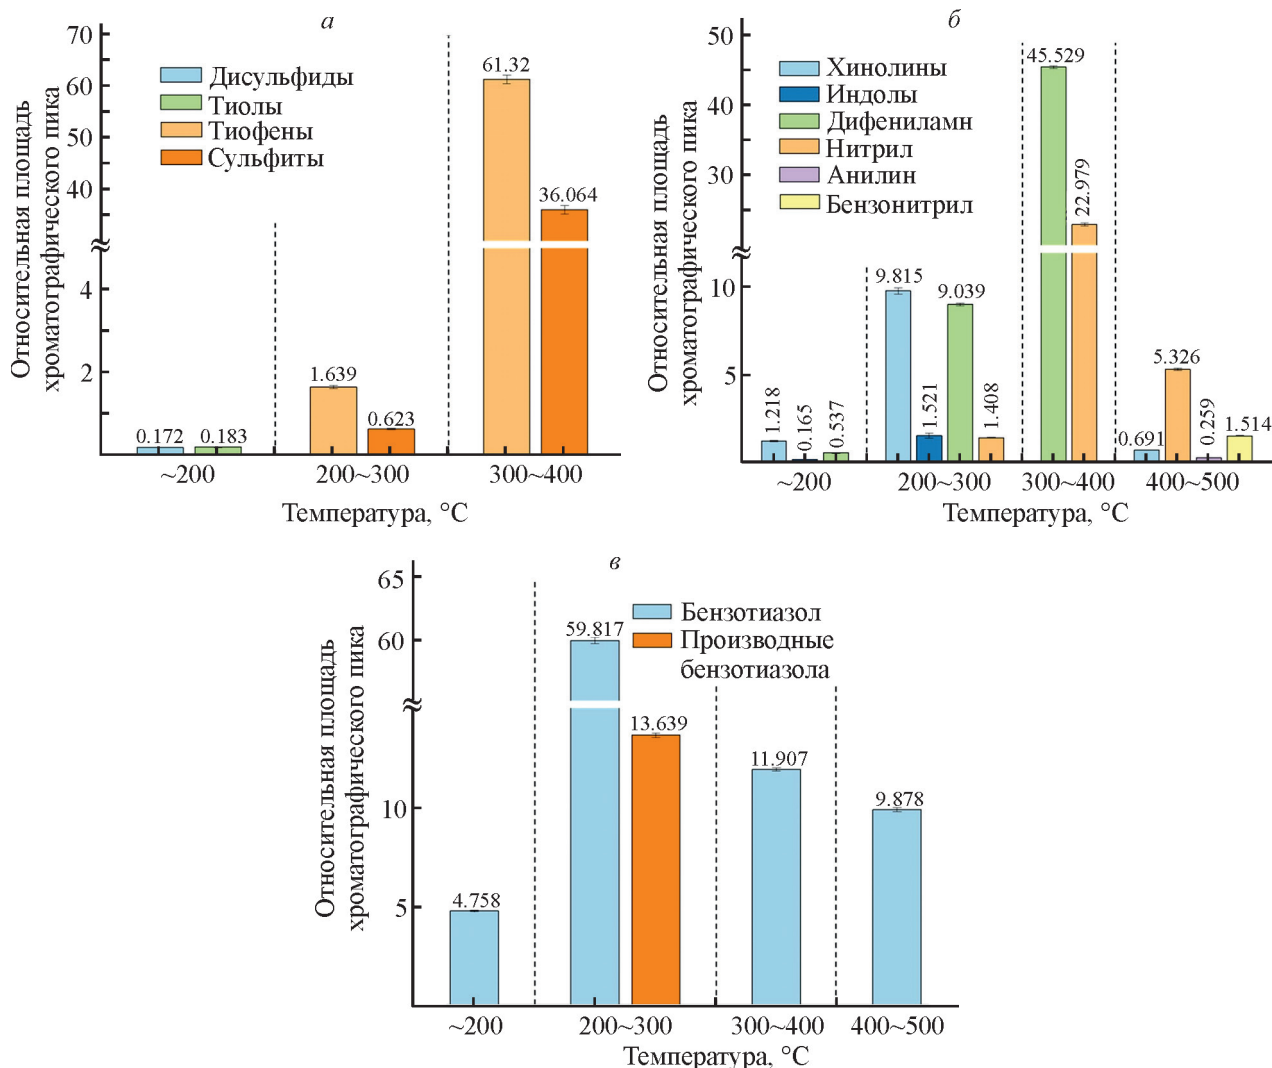 а
Относительная площадь
хроматографического пика
70
60
50
40
4
2
Дисульфиды
Тиолы
Тиофены
Сульфиты
0.172
0.183
1.639
0.623
61.32
36.064
~200
200~300
300~400
Температура, °C
б
Относительная площадь
хроматографического пика
50
40
30
10
5
Хинолины
Индолы
Дифениламн
Нитрил
Анилин
Бензонитрил
1.218
0.165
0.537
9.815
1.521
9.039
1.408
45.529
22.979
0.691
5.326
0.259
1.514
~200
200~300
300~400
400~500
Температура, °C
в
Относительная площадь
хроматографического пика
65
60
10
5
Бензотиазол
Производные
бензотиазола
4.758
59.817
13.639
11.907
9.878
~200
200~300
300~400
400~500
Температура, °C